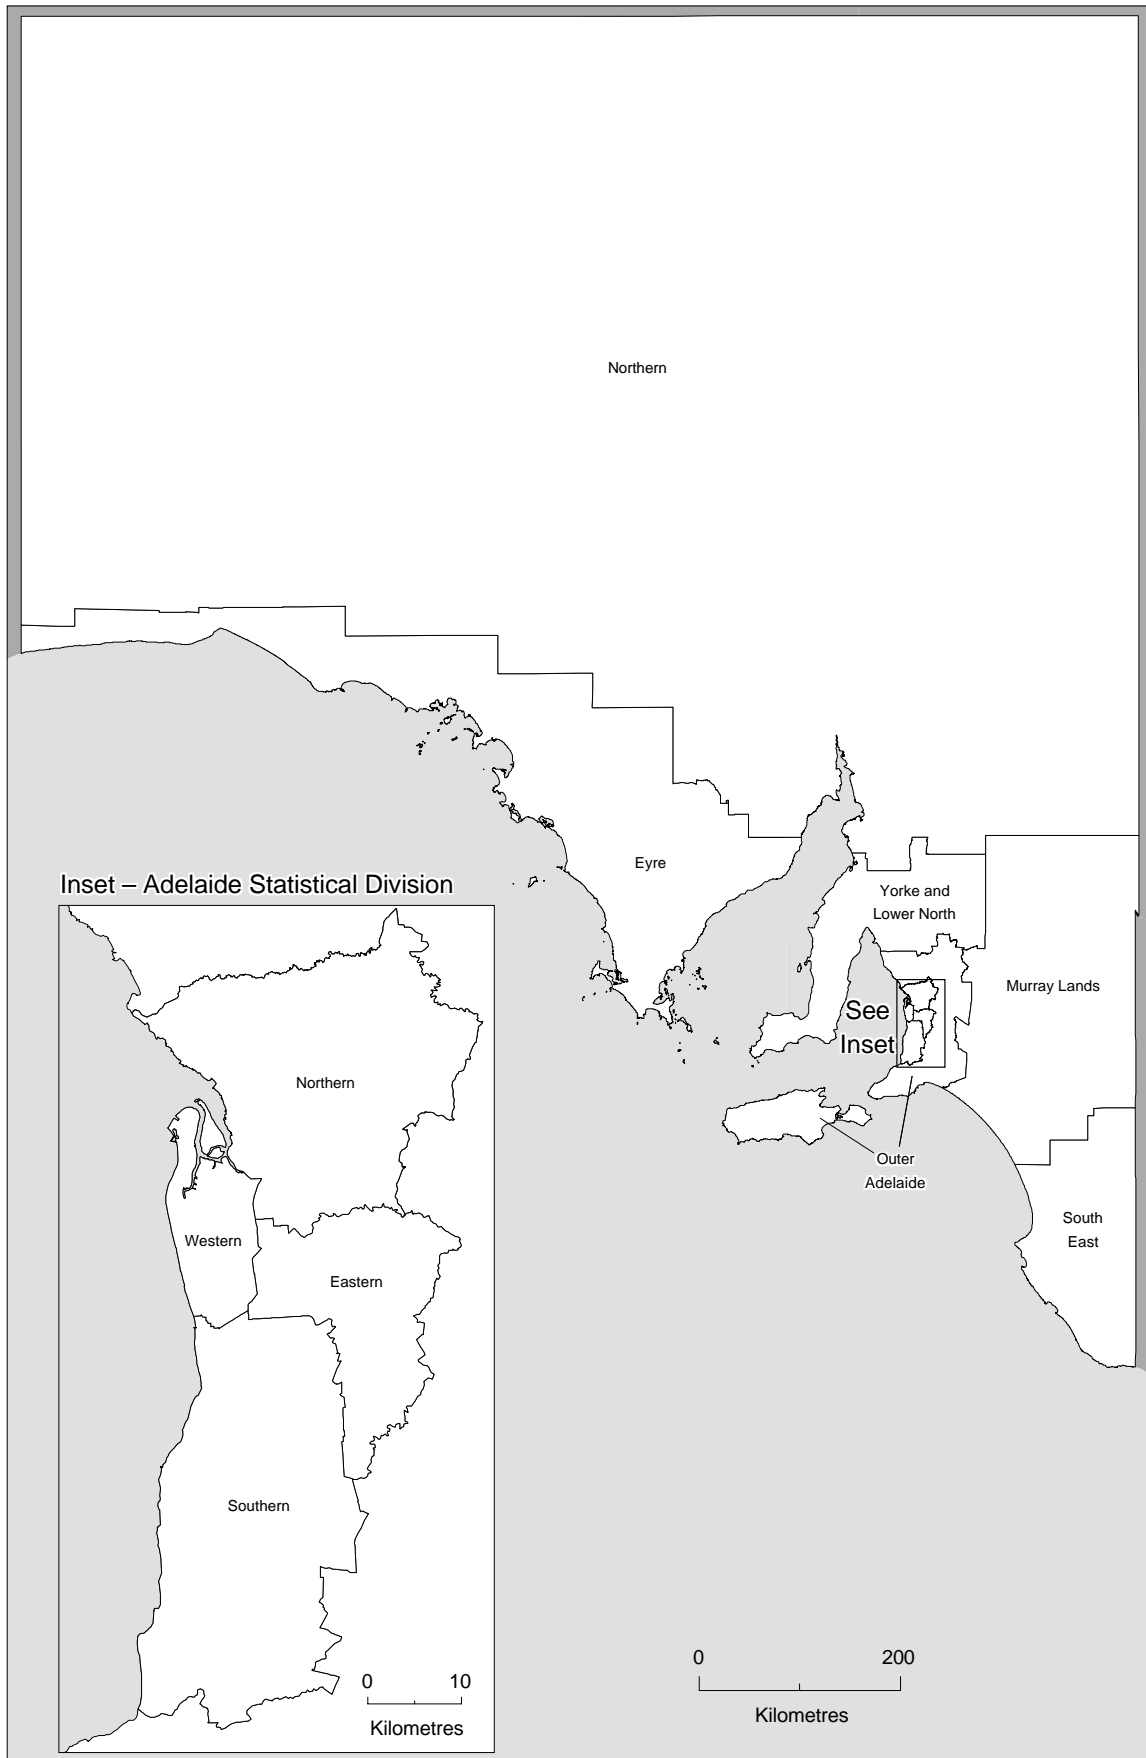 Northern
Eyre
Inset – Adelaide Statistical Division
Yorke and
Lower North
Murray Lands
See
Inset
Outer
Adelaide
South
East
Northern
Western
Eastern
Southern
0 10
Kilometres
0 200
Kilometres